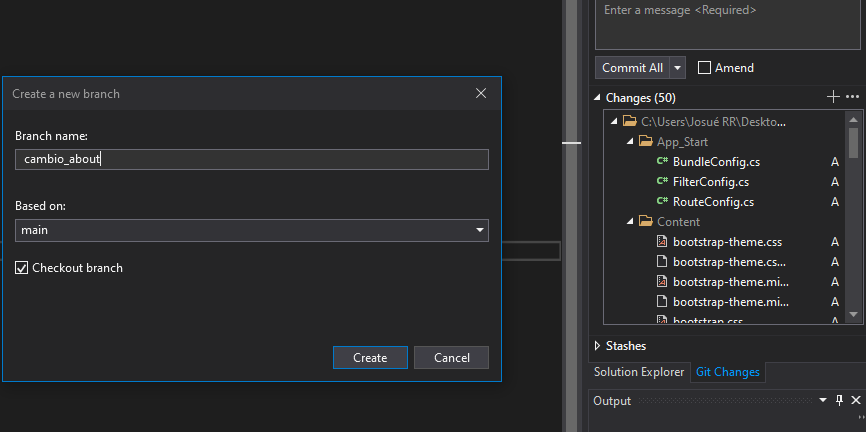 Create a new branch
Branch name:
cambio_about
Based on:
main
Checkout branch
Create
Cancel
Enter a message <Required>
Commit All
Amend
Changes (50)
C:\Users\Josué RR\Deskto...
App_Start
C# BundleConfig.cs A
C# FilterConfig.cs A
C# RouteConfig.cs A
Content
bootstrap-theme.css A
bootstrap-theme.cs... A
bootstrap-theme.mi... A
bootstrap-theme.mi... A
bootstrap.css A
Stashes
Solution Explorer Git Changes
Output